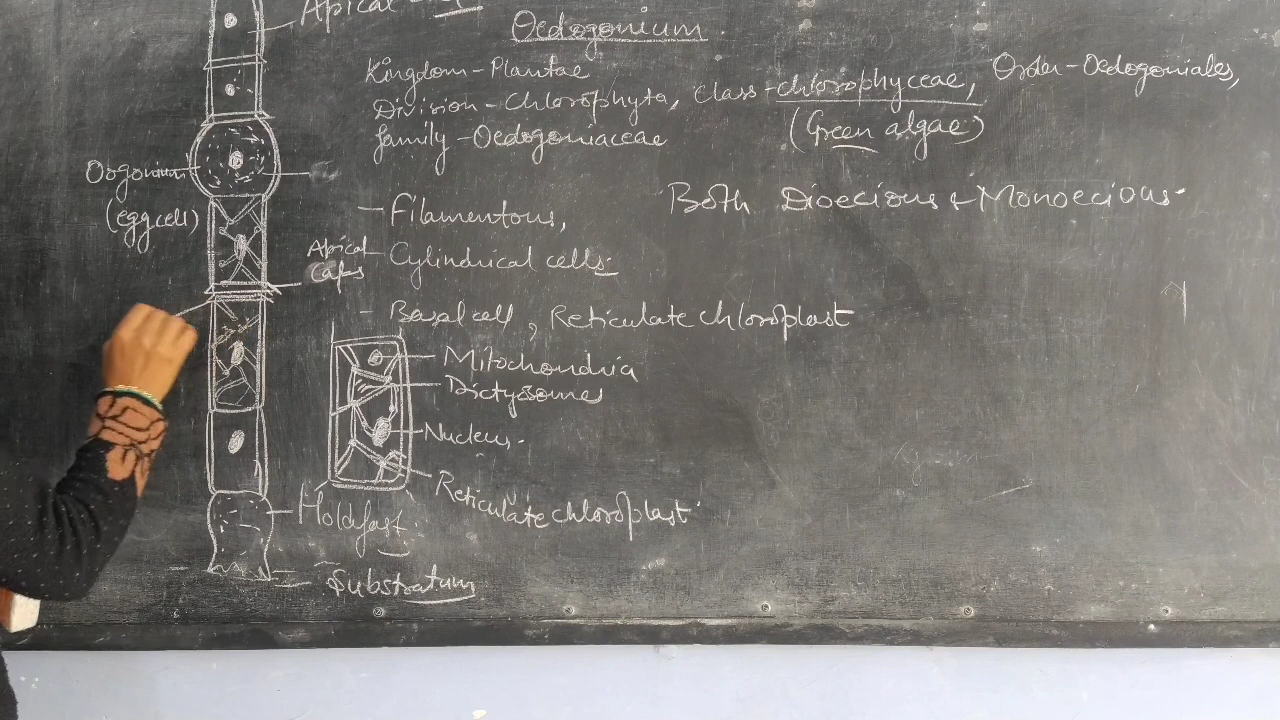 Apical
Oedogonium.
Kingdom - Plantae
Division - Chlorophyta, Class - chlorophyceae, Order - Oedogoniales,
family - Oedogoniaceae
(Green algae)
Oogonium
(egg cell)
- Filamentous,
Both Dioecious & Monoecious.
Apical
Caps
- Cylindrical cells:
- Basal cell, Reticulate chloroplast
Mitochondria
Dictyosomes
Nucleus.
Reticulate chloroplast
Holdfast.
Substratum